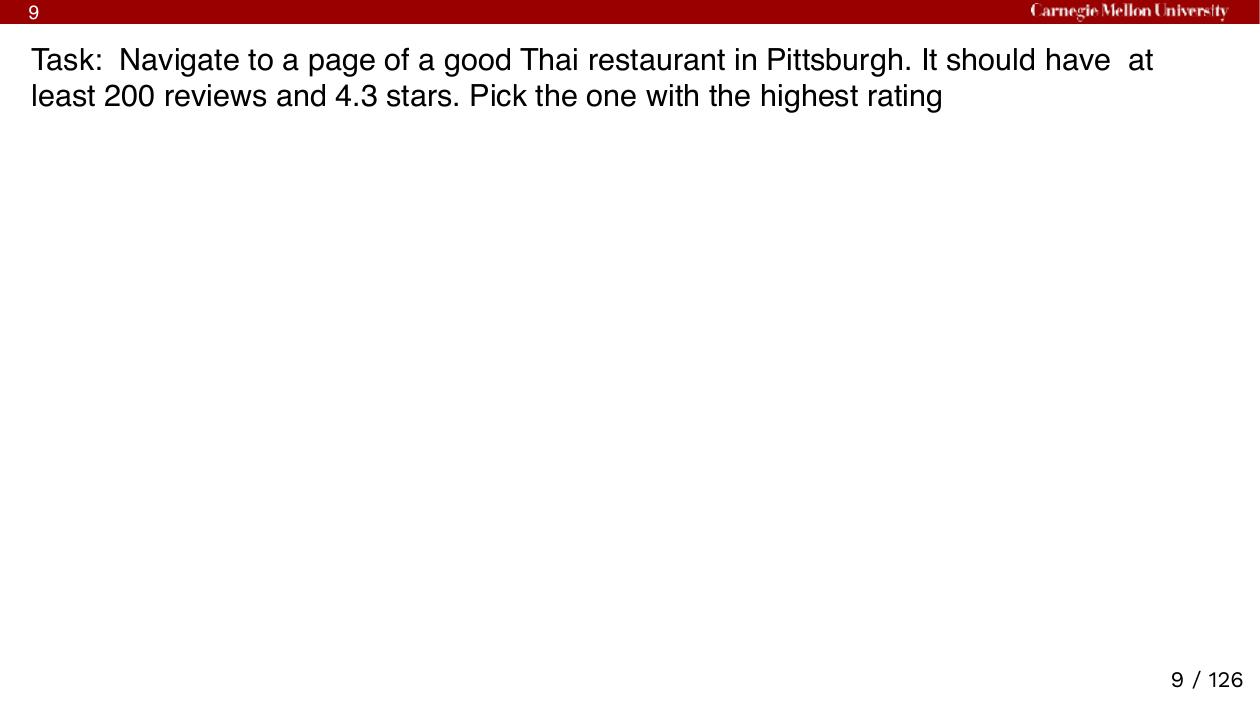 9
Carnegie Mellon University
Task:  Navigate to a page of a good Thai restaurant in Pittsburgh. It should have  at
least 200 reviews and 4.3 stars. Pick the one with the highest rating
9 / 126